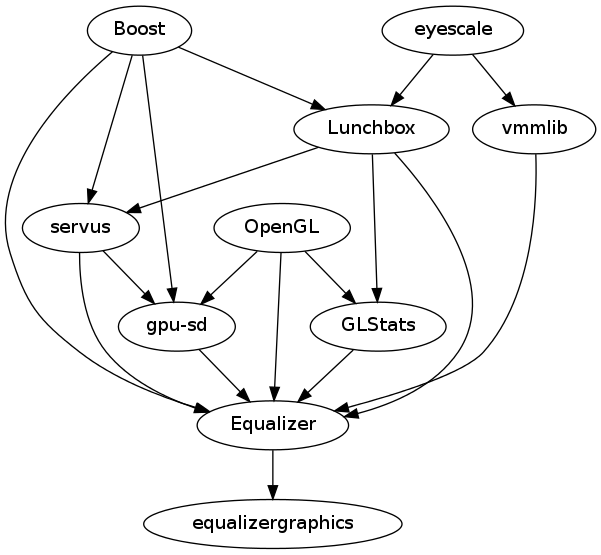 Boost
eyescale
Lunchbox
vmmlib
servus
OpenGL
gpu-sd
GLStats
Equalizer
equalizergraphics